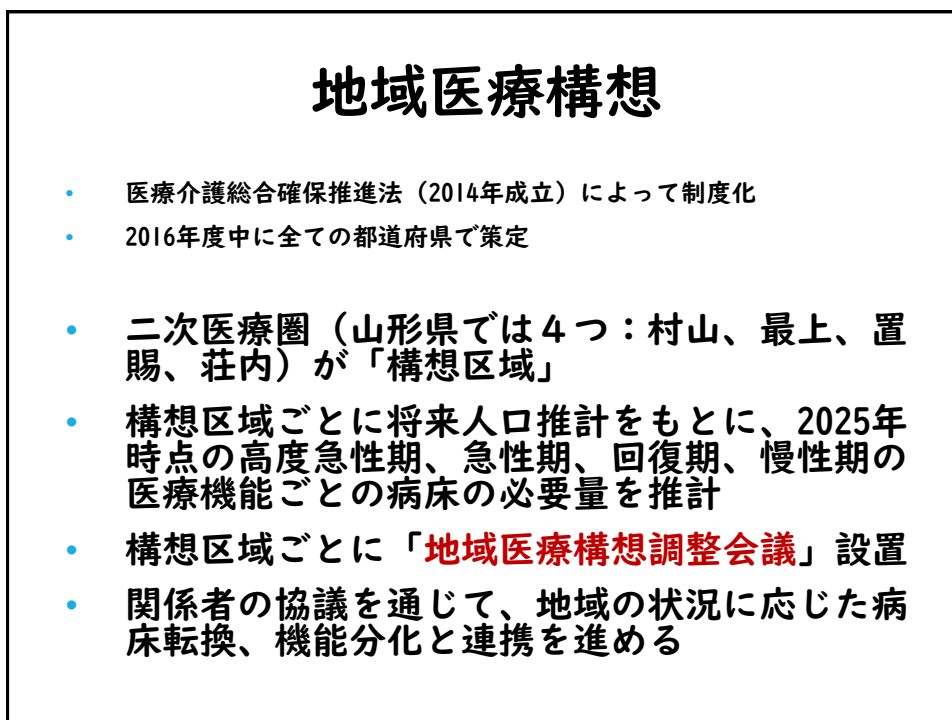 地域医療構想
• 医療介護総合確保推進法（2014年成立）によって制度化
• 2016年度中に全ての都道府県で策定
• 二次医療圏（山形県では４つ：村山、最上、置
賜、荘内）が「構想区域」
• 構想区域ごとに将来人口推計をもとに、2025年
時点の高度急性期、急性期、回復期、慢性期の
医療機能ごとの病床の必要量を推計
• 構想区域ごとに「地域医療構想調整会議」設置
• 関係者の協議を通じて、地域の状況に応じた病
床転換、機能分化と連携を進める